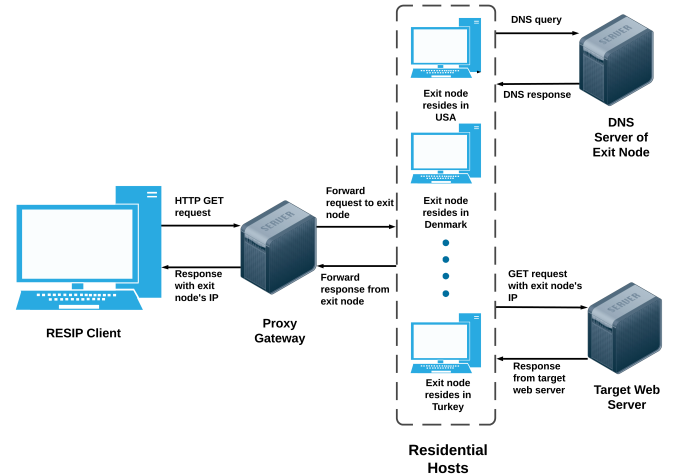 DNS query
SERVER
DNS response
DNS
Server of
Exit Node
Exit node
resides in
USA
Exit node
resides in
Denmark
HTTP GET
request
SERVER
Response
with exit
node's IP
RESIP Client
Proxy
Gateway
Forward
request to exit
node
Forward
response from
exit node
GET request
with exit node's
IP
SERVER
Response
from target
web server
Target Web
Server
Exit node
resides in
Turkey
Residential
Hosts